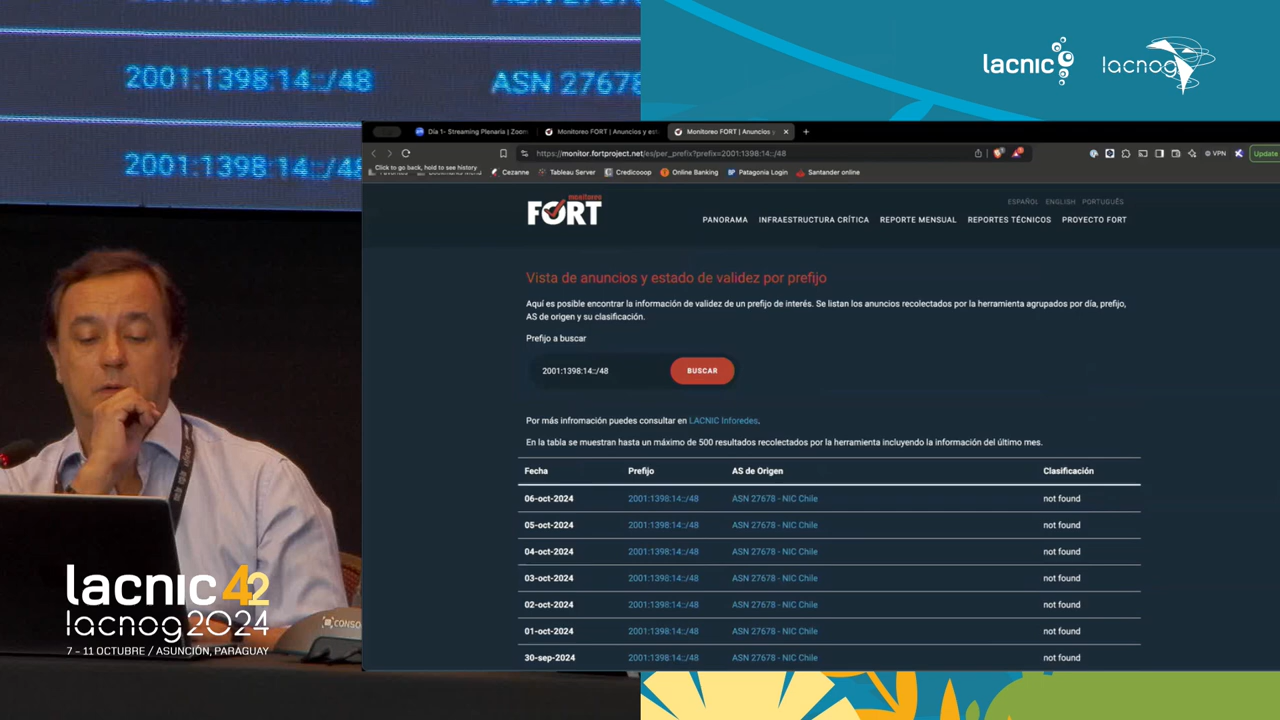 2001:1398:14::/48 ASN 27678
2001:1398:14::/48 ASN 27678
lacnic lacnog
Día 1- Streaming Plenaria | Zoom
Monitoreo FORT | Anuncios y est
Monitoreo FORT | Anuncios y
https://monitor.fortproject.net/es/per_prefix?prefix=2001:1398:14::/48
VPN
Update
Click to go back, hold to see history
Cezanne Tableau Server Credicooop Online Banking Patagonia Login Santander online
monitoreo
FORT
ESPAÑOL ENGLISH PORTUGUÊS
PANORAMA INFRAESTRUCTURA CRÍTICA REPORTE MENSUAL REPORTES TÉCNICOS PROYECTO FORT
Vista de anuncios y estado de validez por prefijo
Aquí es posible encontrar la información de validez de un prefijo de interés. Se listan los anuncios recolectados por la herramienta agrupados por día, prefijo,
AS de origen y su clasificación.
Prefijo a buscar
2001:1398:14::/48 BUSCAR
Por más infromación puedes consultar en LACNIC Inforedes.
En la tabla se muestran hasta un máximo de 500 resultados recolectados por la herramienta incluyendo la información del último mes.
Fecha Prefijo AS de Origen Clasificación
06-oct-2024 2001:1398:14::/48 ASN 27678 - NIC Chile not found
05-oct-2024 2001:1398:14::/48 ASN 27678 - NIC Chile not found
04-oct-2024 2001:1398:14::/48 ASN 27678 - NIC Chile not found
03-oct-2024 2001:1398:14::/48 ASN 27678 - NIC Chile not found
02-oct-2024 2001:1398:14::/48 ASN 27678 - NIC Chile not found
01-oct-2024 2001:1398:14::/48 ASN 27678 - NIC Chile not found
30-sep-2024 2001:1398:14::/48 ASN 27678 - NIC Chile not found
lacnic 42
lacnog2024
7 – 11 OCTUBRE / ASUNCIÓN, PARAGUAY